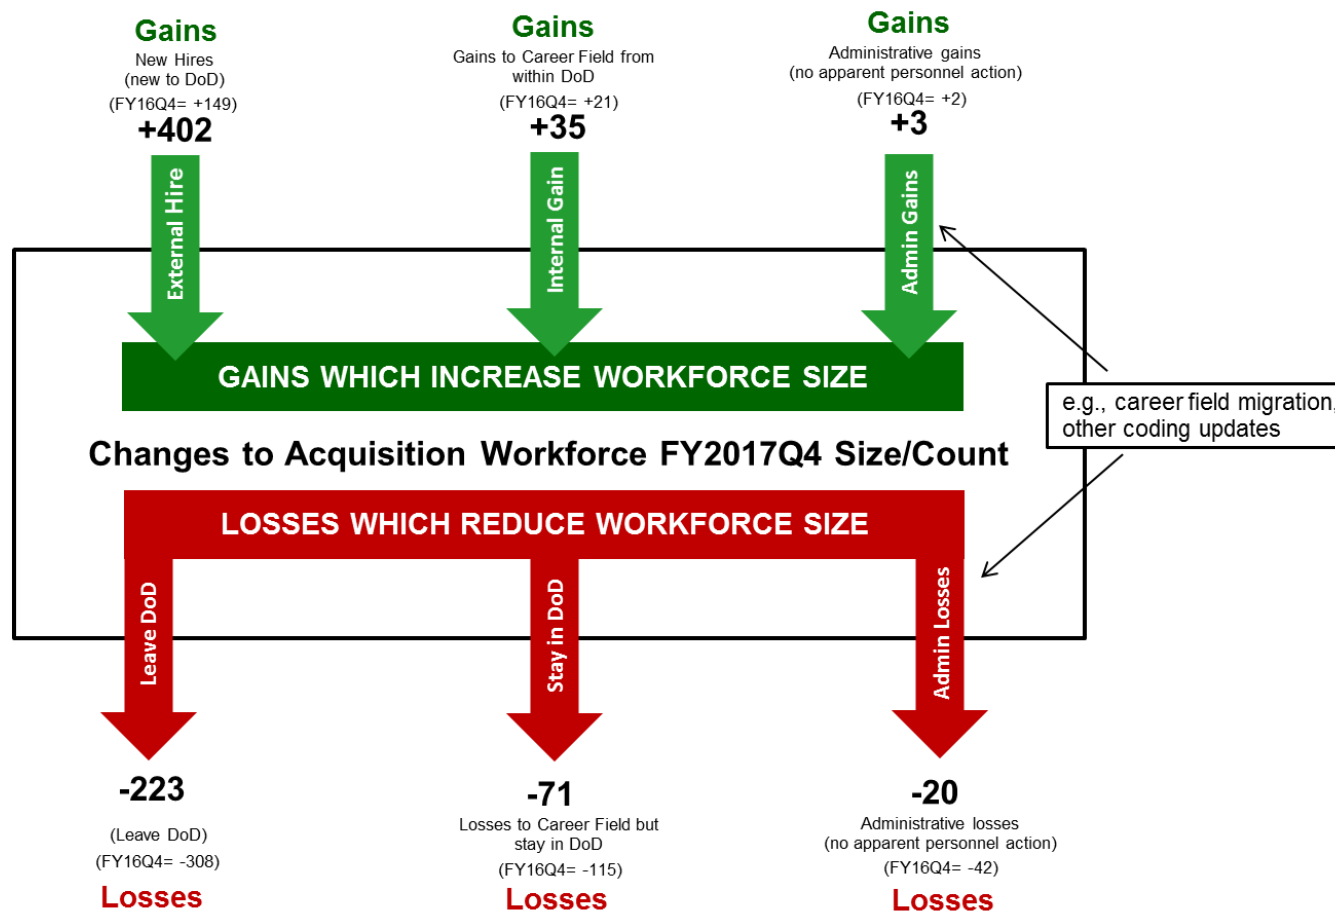 Gains
New Hires
(new to DoD)
(FY16Q4= +149)
+402
External Hire
Gains
Gains to Career Field from
within DoD
(FY16Q4= +21)
+35
Internal Gain
Gains
Administrative gains
(no apparent personnel action)
(FY16Q4= +2)
+3
Admin Gains
GAINS WHICH INCREASE WORKFORCE SIZE
e.g., career field migration,
other coding updates
Changes to Acquisition Workforce FY2017Q4 Size/Count
LOSSES WHICH REDUCE WORKFORCE SIZE
Leave DoD
-223
(Leave DoD)
(FY16Q4= -308)
Losses
Stay in DoD
-71
Losses to Career Field but
stay in DoD
(FY16Q4= -115)
Losses
Admin Losses
-20
Administrative losses
(no apparent personnel action)
(FY16Q4= -42)
Losses